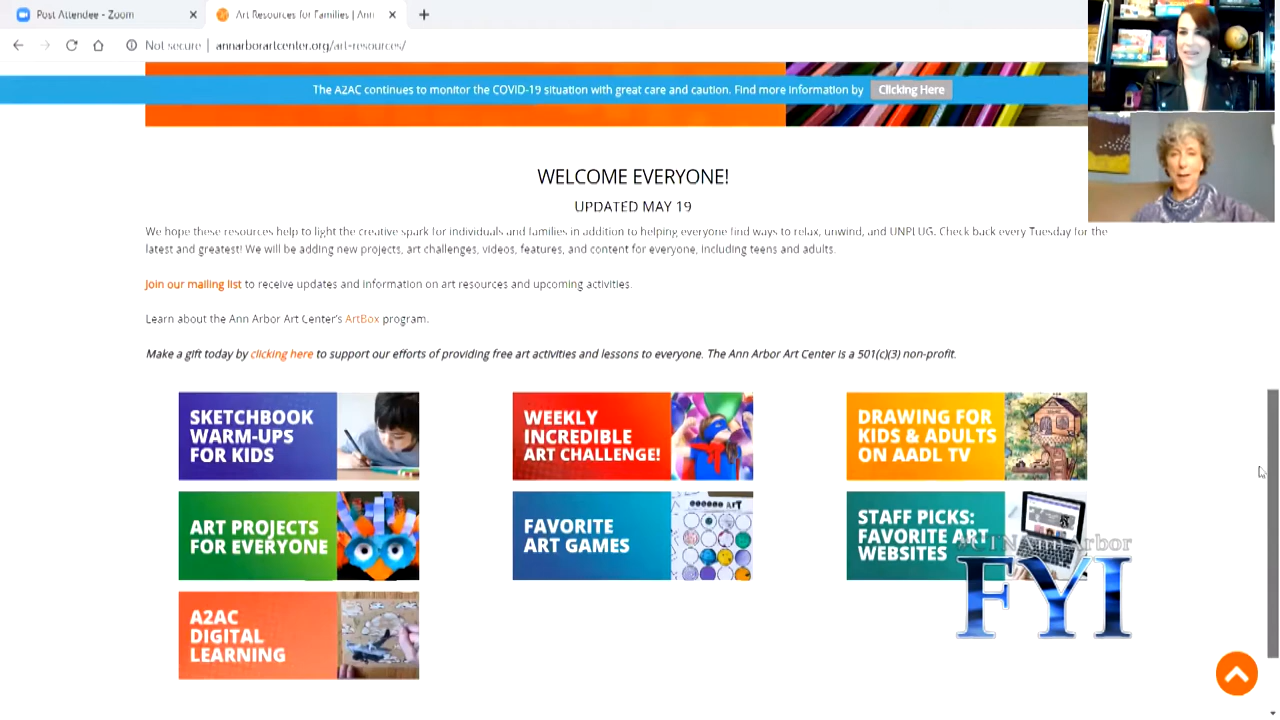 Post Attendee - Zoom
Art Resources for Families | Ann
Not secure | annarborartcenter.org/art-resources/
The A2AC continues to monitor the COVID-19 situation with great care and caution. Find more information by Clicking Here
WELCOME EVERYONE!
UPDATED MAY 19
We hope these resources help to light the creative spark for individuals and families in addition to helping everyone find ways to relax, unwind, and UNPLUG. Check back every Tuesday for the
latest and greatest! We will be adding new projects, art challenges, videos, features, and content for everyone, including teens and adults.
Join our mailing list to receive updates and information on art resources and upcoming activities.
Learn about the Ann Arbor Art Center's ArtBox program.
Make a gift today by clicking here to support our efforts of providing free art activities and lessons to everyone. The Ann Arbor Art Center is a 501(c)(3) non-profit.
SKETCHBOOK
WARM-UPS
FOR KIDS
WEEKLY
INCREDIBLE
ART CHALLENGE!
DRAWING FOR
KIDS & ADULTS
ON AADL TV
ART PROJECTS
FOR EVERYONE
FAVORITE
ART GAMES
STAFF PICKS:
FAVORITE ART
WEBSITES
A2AC
DIGITAL
LEARNING
FYI